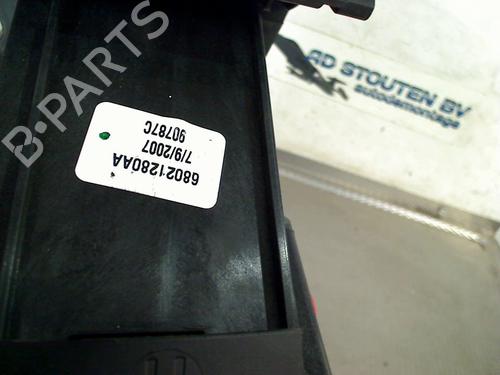 68021280AA
7/9/2007
90787C
B-PARTS
AD STOUTEN BV
autodemontage